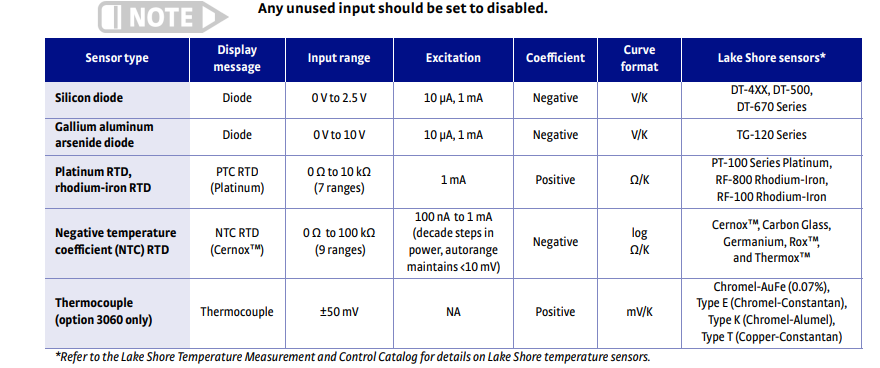 NOTE
Any unused input should be set to disabled.
Sensor type Display message Input range Excitation Coefficient Curve format Lake Shore sensors*
Silicon diode Diode 0 V to 2.5 V 10 µA, 1 mA Negative V/K DT-4XX, DT-500,
DT-670 Series
Gallium aluminum
arsenide diode Diode 0 V to 10 V 10 µA, 1 mA Negative V/K TG-120 Series
Platinum RTD,
rhodium-iron RTD
PTC RTD
(Platinum)
0 Ω to 10 kΩ
(7 ranges)
1 mA
Positive
Ω/K
PT-100 Series Platinum,
RF-800 Rhodium-Iron,
RF-100 Rhodium-Iron
Negative temperature
coefficient (NTC) RTD
NTC RTD
(Cernox™)
0 Ω to 100 kΩ
(9 ranges)
100 nA to 1 mA
(decade steps in
power, autorange
maintains <10 mV)
Negative
log
Ω/K
Cernox™, Carbon Glass,
Germanium, Rox™,
and Thermox™
Thermocouple
(option 3060 only)
Thermocouple
±50 mV
NA
Positive
mV/K
Chromel-AuFe (0.07%),
Type E (Chromel-Constantan),
Type K (Chromel-Alumel),
Type T (Copper-Constantan)
*Refer to the Lake Shore Temperature Measurement and Control Catalog for details on Lake Shore temperature sensors.